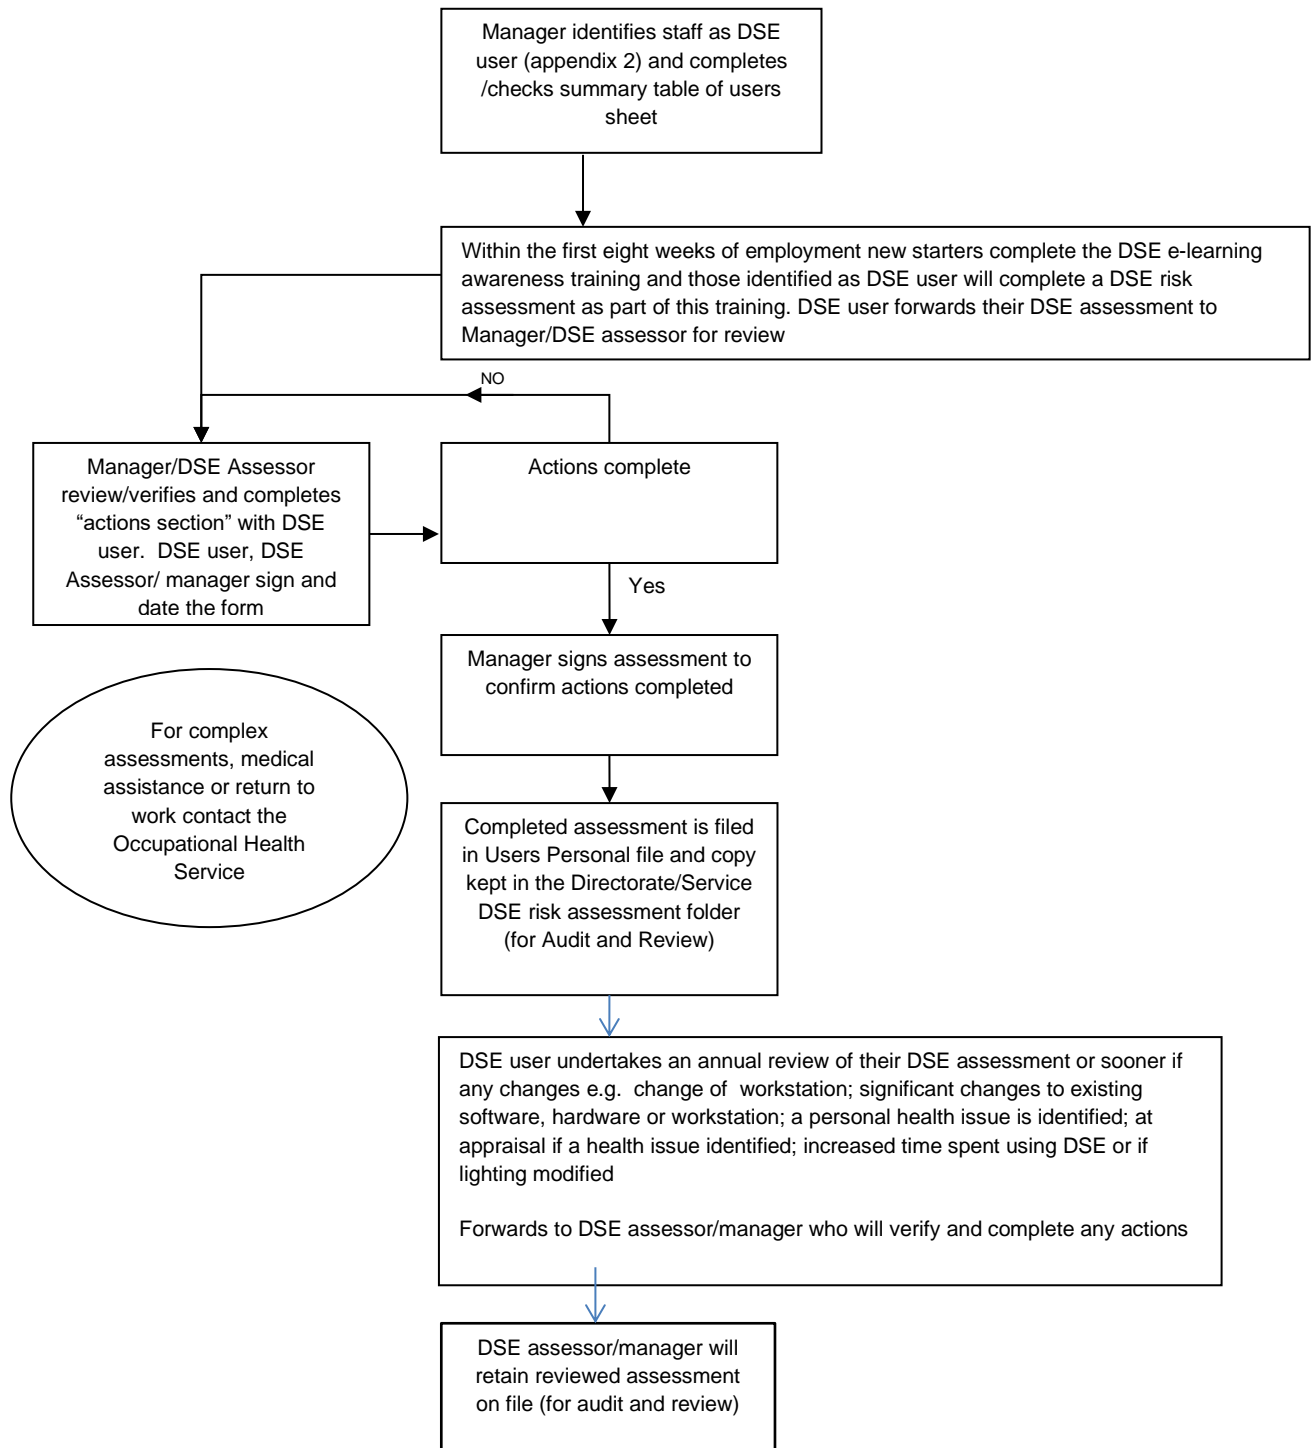 Manager identifies staff as DSE
user (appendix 2) and completes
/checks summary table of users
sheet
Within the first eight weeks of employment new starters complete the DSE e-learning
awareness training and those identified as DSE user will complete a DSE risk
assessment as part of this training. DSE user forwards their DSE assessment to
Manager/DSE assessor for review
NO
Manager/DSE Assessor
review/verifies and completes
“actions section” with DSE
user.  DSE user, DSE
Assessor/ manager sign and
date the form
Actions complete
Yes
Manager signs assessment to
confirm actions completed
For complex
assessments, medical
assistance or return to
work contact the
Occupational Health
Service
Completed assessment is filed
in Users Personal file and copy
kept in the Directorate/Service
DSE risk assessment folder
(for Audit and Review)
DSE user undertakes an annual review of their DSE assessment or sooner if
any changes e.g.  change of  workstation; significant changes to existing
software, hardware or workstation; a personal health issue is identified; at
appraisal if a health issue identified; increased time spent using DSE or if
lighting modified
Forwards to DSE assessor/manager who will verify and complete any actions
DSE assessor/manager will
retain reviewed assessment
on file (for audit and review)